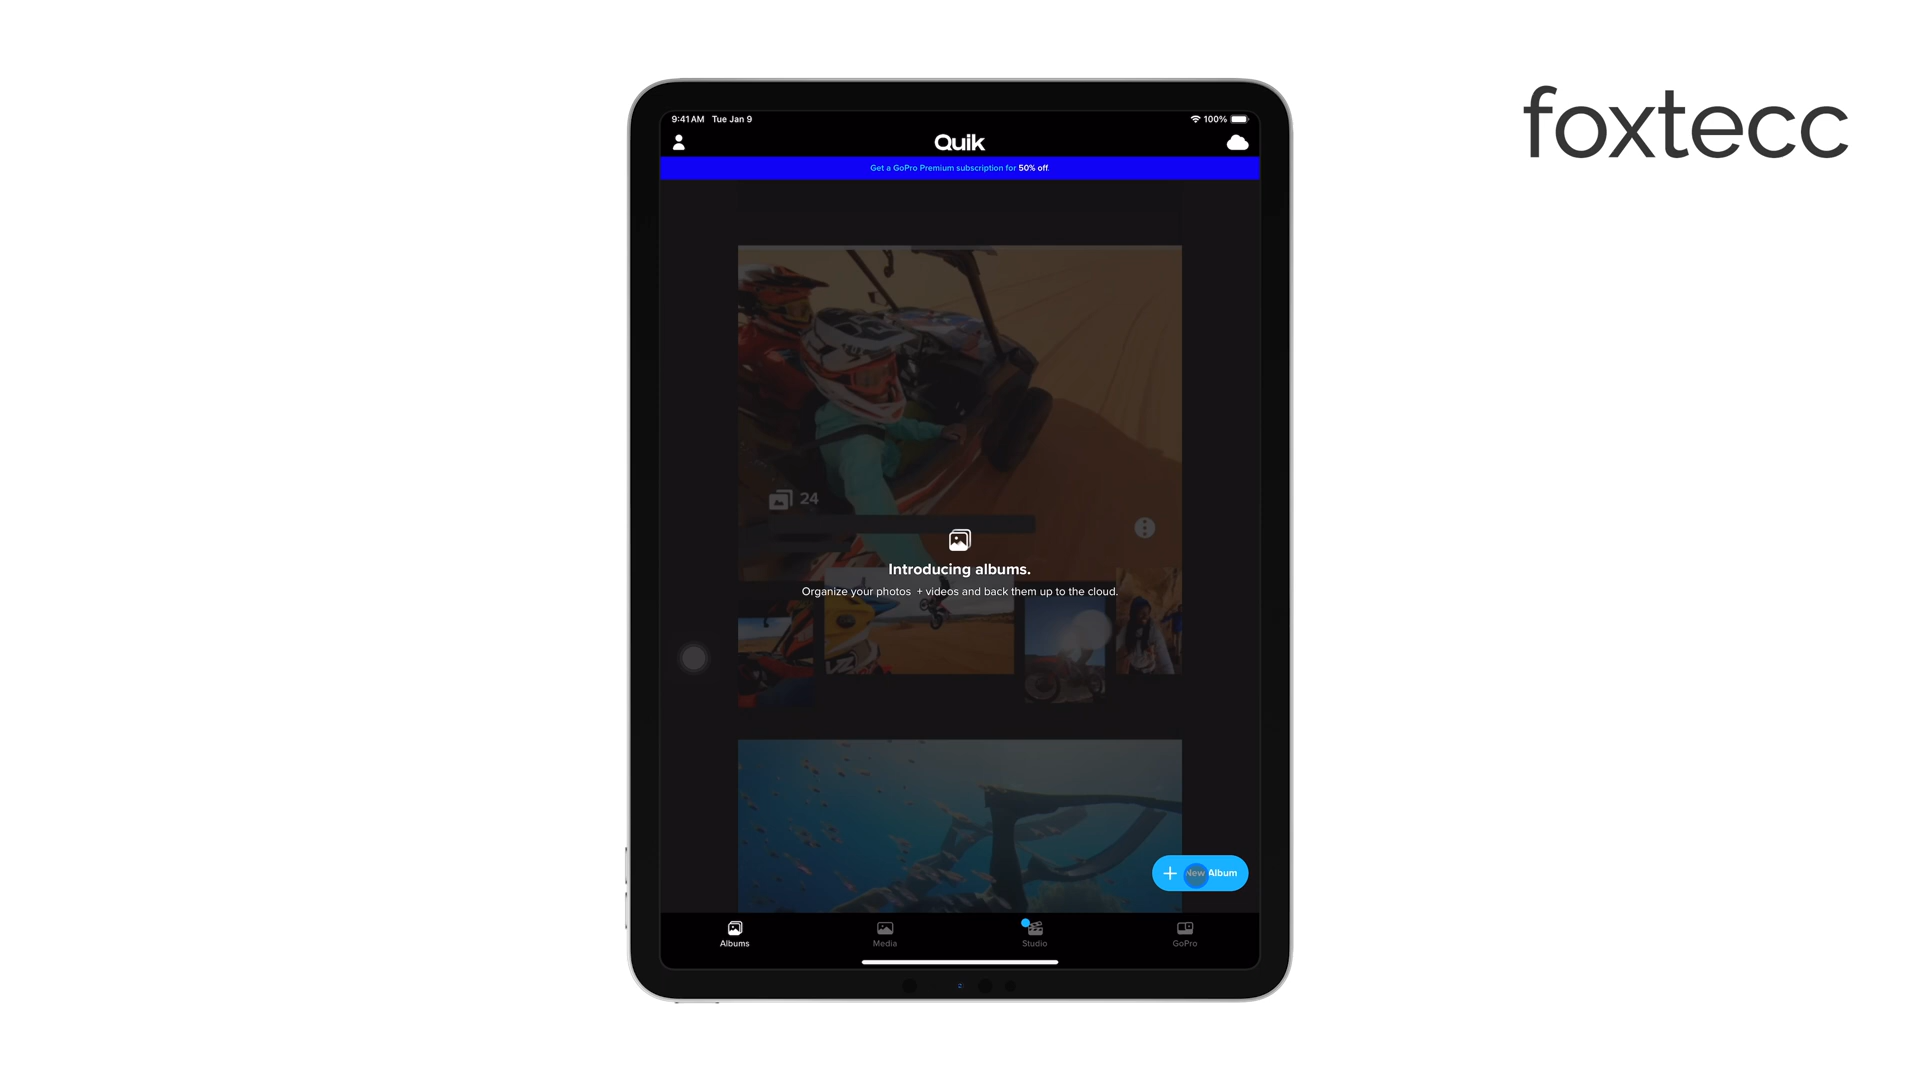 foxtecc
9:41 AM Tue Jan 9
100%
Quik
Get a GoPro Premium subscription for 50% off.
24
Introducing albums.
Organize your photos + videos and back them up to the cloud.
+ New Album
Albums
Media
Studio
GoPro